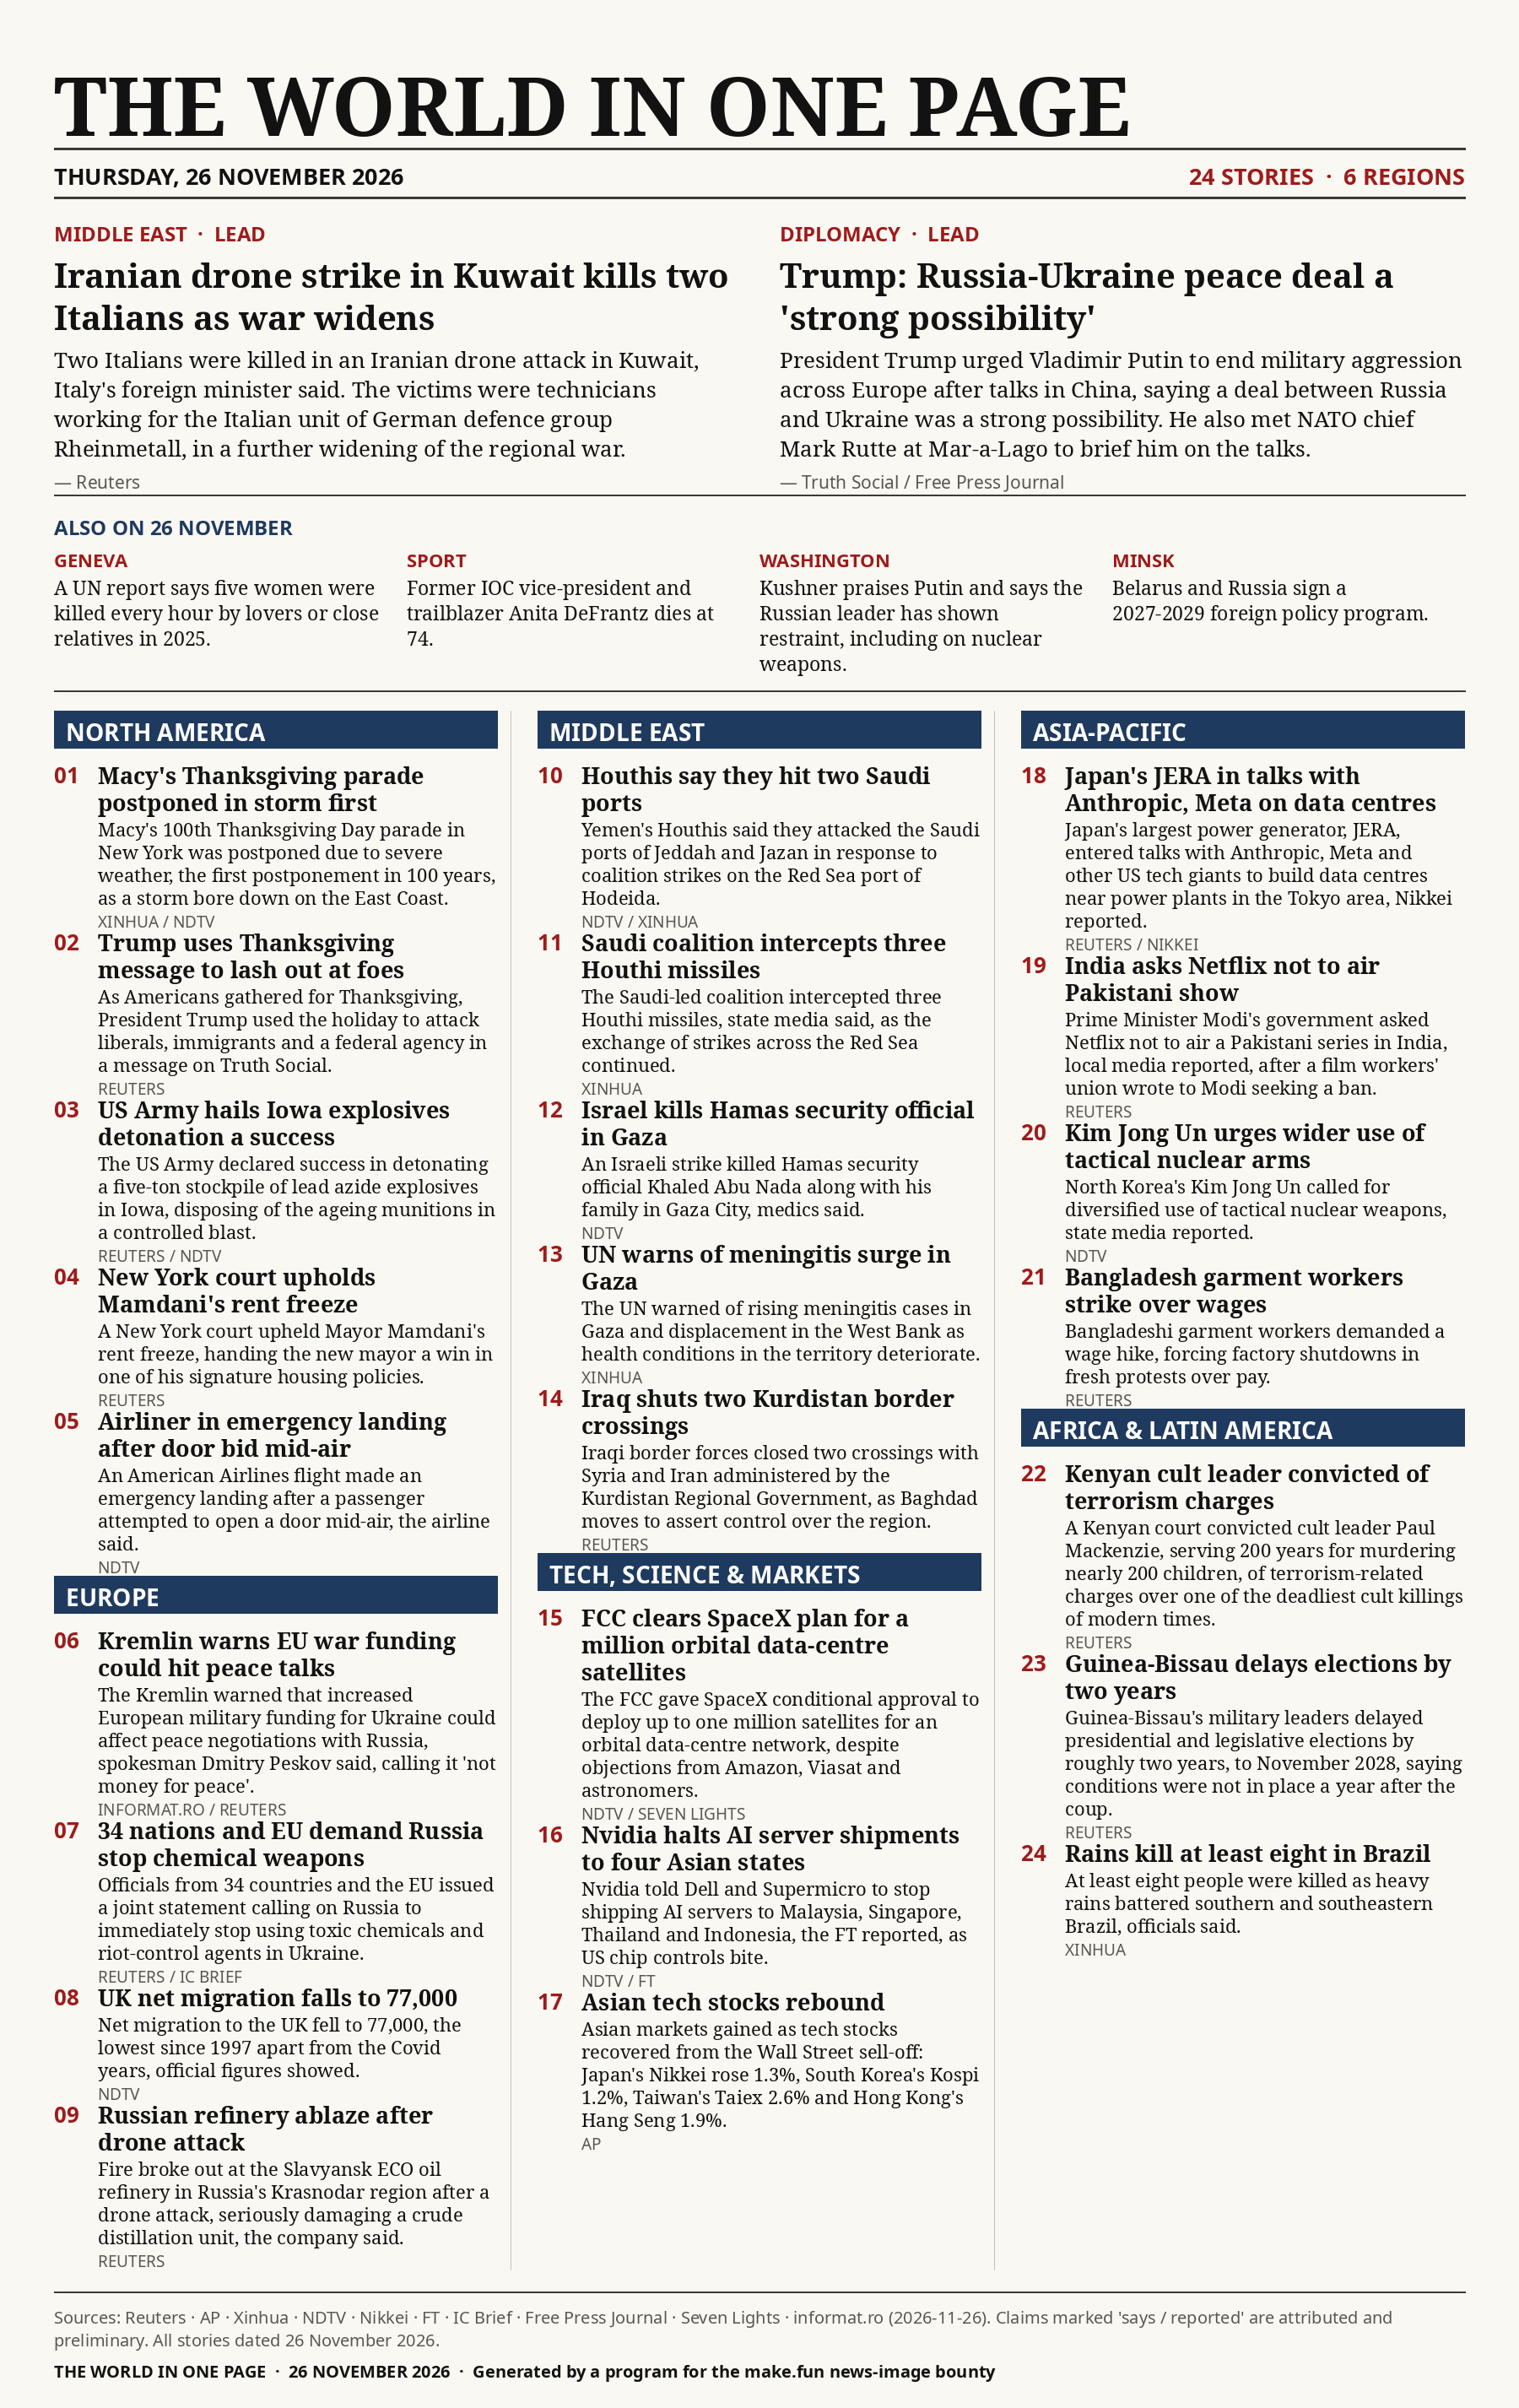 THE WORLD IN ONE PAGE
THURSDAY, 26 NOVEMBER 2026
24 STORIES · 6 REGIONS
MIDDLE EAST · LEAD
Iranian drone strike in Kuwait kills two
Italians as war widens
Two Italians were killed in an Iranian drone attack in Kuwait,
Italy's foreign minister said. The victims were technicians
working for the Italian unit of German defence group
Rheinmetall, in a further widening of the regional war.
— Reuters
DIPLOMACY · LEAD
Trump: Russia-Ukraine peace deal a
'strong possibility'
President Trump urged Vladimir Putin to end military aggression
across Europe after talks in China, saying a deal between Russia
and Ukraine was a strong possibility. He also met NATO chief
Mark Rutte at Mar-a-Lago to brief him on the talks.
— Truth Social / Free Press Journal
ALSO ON 26 NOVEMBER
GENEVA
A UN report says five women were
killed every hour by lovers or close
relatives in 2025.
SPORT
Former IOC vice-president and
trailblazer Anita DeFrantz dies at
74.
WASHINGTON
Kushner praises Putin and says the
Russian leader has shown
restraint, including on nuclear
weapons.
MINSK
Belarus and Russia sign a
2027-2029 foreign policy program.
NORTH AMERICA
01 Macy's Thanksgiving parade
postponed in storm first
Macy's 100th Thanksgiving Day parade in
New York was postponed due to severe
weather, the first postponement in 100 years,
as a storm bore down on the East Coast.
XINHUA / NDTV
02 Trump uses Thanksgiving
message to lash out at foes
As Americans gathered for Thanksgiving,
President Trump used the holiday to attack
liberals, immigrants and a federal agency in
a message on Truth Social.
REUTERS
03 US Army hails Iowa explosives
detonation a success
The US Army declared success in detonating
a five-ton stockpile of lead azide explosives
in Iowa, disposing of the ageing munitions in
a controlled blast.
REUTERS / NDTV
04 New York court upholds
Mamdani's rent freeze
A New York court upheld Mayor Mamdani's
rent freeze, handing the new mayor a win in
one of his signature housing policies.
REUTERS
05 Airliner in emergency landing
after door bid mid-air
An American Airlines flight made an
emergency landing after a passenger
attempted to open a door mid-air, the airline
said.
NDTV
EUROPE
06 Kremlin warns EU war funding
could hit peace talks
The Kremlin warned that increased
European military funding for Ukraine could
affect peace negotiations with Russia,
spokesman Dmitry Peskov said, calling it 'not
money for peace'.
INFORMAT.RO / REUTERS
07 34 nations and EU demand Russia
stop chemical weapons
Officials from 34 countries and the EU issued
a joint statement calling on Russia to
immediately stop using toxic chemicals and
riot-control agents in Ukraine.
REUTERS / IC BRIEF
08 UK net migration falls to 77,000
Net migration to the UK fell to 77,000, the
lowest since 1997 apart from the Covid
years, official figures showed.
NDTV
09 Russian refinery ablaze after
drone attack
Fire broke out at the Slavyansk ECO oil
refinery in Russia's Krasnodar region after a
drone attack, seriously damaging a crude
distillation unit, the company said.
REUTERS
MIDDLE EAST
10 Houthis say they hit two Saudi
ports
Yemen's Houthis said they attacked the Saudi
ports of Jeddah and Jazan in response to
coalition strikes on the Red Sea port of
Hodeida.
NDTV / XINHUA
11 Saudi coalition intercepts three
Houthi missiles
The Saudi-led coalition intercepted three
Houthi missiles, state media said, as the
exchange of strikes across the Red Sea
continued.
XINHUA
12 Israel kills Hamas security official
in Gaza
An Israeli strike killed Hamas security
official Khaled Abu Nada along with his
family in Gaza City, medics said.
NDTV
13 UN warns of meningitis surge in
Gaza
The UN warned of rising meningitis cases in
Gaza and displacement in the West Bank as
health conditions in the territory deteriorate.
XINHUA
14 Iraq shuts two Kurdistan border
crossings
Iraqi border forces closed two crossings with
Syria and Iran administered by the
Kurdistan Regional Government, as Baghdad
moves to assert control over the region.
REUTERS
TECH, SCIENCE & MARKETS
15 FCC clears SpaceX plan for a
million orbital data-centre
satellites
The FCC gave SpaceX conditional approval to
deploy up to one million satellites for an
orbital data-centre network, despite
objections from Amazon, Viasat and
astronomers.
NDTV / SEVEN LIGHTS
16 Nvidia halts AI server shipments
to four Asian states
Nvidia told Dell and Supermicro to stop
shipping AI servers to Malaysia, Singapore,
Thailand and Indonesia, the FT reported, as
US chip controls bite.
NDTV / FT
17 Asian tech stocks rebound
Asian markets gained as tech stocks
recovered from the Wall Street sell-off:
Japan's Nikkei rose 1.3%, South Korea's Kospi
1.2%, Taiwan's Taiex 2.6% and Hong Kong's
Hang Seng 1.9%.
AP
ASIA-PACIFIC
18 Japan's JERA in talks with
Anthropic, Meta on data centres
Japan's largest power generator, JERA,
entered talks with Anthropic, Meta and
other US tech giants to build data centres
near power plants in the Tokyo area, Nikkei
reported.
REUTERS / NIKKEI
19 India asks Netflix not to air
Pakistani show
Prime Minister Modi's government asked
Netflix not to air a Pakistani series in India,
local media reported, after a film workers'
union wrote to Modi seeking a ban.
REUTERS
20 Kim Jong Un urges wider use of
tactical nuclear arms
North Korea's Kim Jong Un called for
diversified use of tactical nuclear weapons,
state media reported.
NDTV
21 Bangladesh garment workers
strike over wages
Bangladeshi garment workers demanded a
wage hike, forcing factory shutdowns in
fresh protests over pay.
REUTERS
AFRICA & LATIN AMERICA
22 Kenyan cult leader convicted of
terrorism charges
A Kenyan court convicted cult leader Paul
Mackenzie, serving 200 years for murdering
nearly 200 children, of terrorism-related
charges over one of the deadliest cult killings
of modern times.
REUTERS
23 Guinea-Bissau delays elections by
two years
Guinea-Bissau's military leaders delayed
presidential and legislative elections by
roughly two years, to November 2028, saying
conditions were not in place a year after the
coup.
REUTERS
24 Rains kill at least eight in Brazil
At least eight people were killed as heavy
rains battered southern and southeastern
Brazil, officials said.
XINHUA
Sources: Reuters · AP · Xinhua · NDTV · Nikkei · FT · IC Brief · Free Press Journal · Seven Lights · informat.ro (2026-11-26). Claims marked 'says / reported' are attributed and
preliminary. All stories dated 26 November 2026.
THE WORLD IN ONE PAGE · 26 NOVEMBER 2026 · Generated by a program for the make.fun news-image bounty